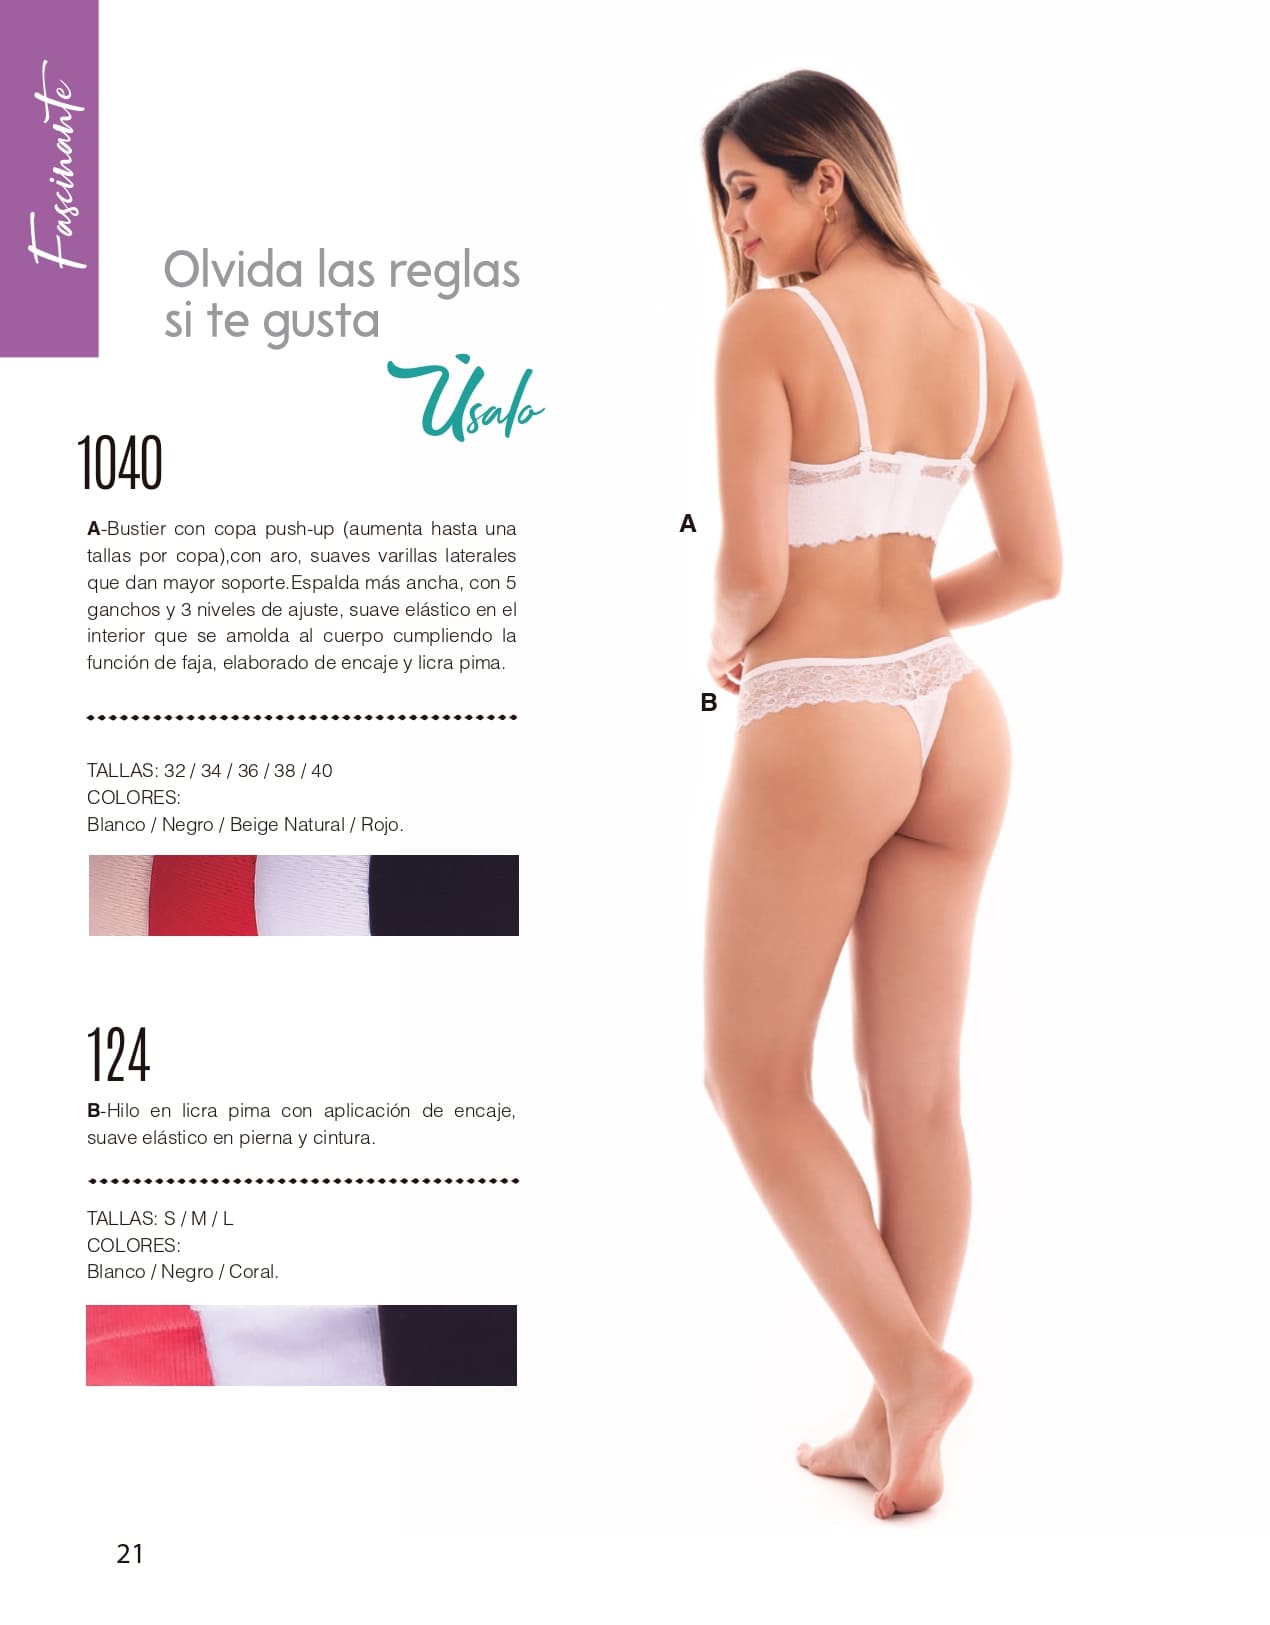 Fascinante
Olvida las reglas
si te gusta
Úsalo
1040
A-Bustier con copa push-up (aumenta hasta una
tallas por copa),con aro, suaves varillas laterales
que dan mayor soporte.Espalda más ancha, con 5
ganchos y 3 niveles de ajuste, suave elástico en el
interior que se amolda al cuerpo cumpliendo la
función de faja, elaborado de encaje y licra pima.
TALLAS: 32 / 34 / 36 / 38 / 40
COLORES:
Blanco / Negro / Beige Natural / Rojo.
A
B
124
B-Hilo en licra pima con aplicación de encaje,
suave elástico en pierna y cintura.
TALLAS: S / M / L
COLORES:
Blanco / Negro / Coral.
21